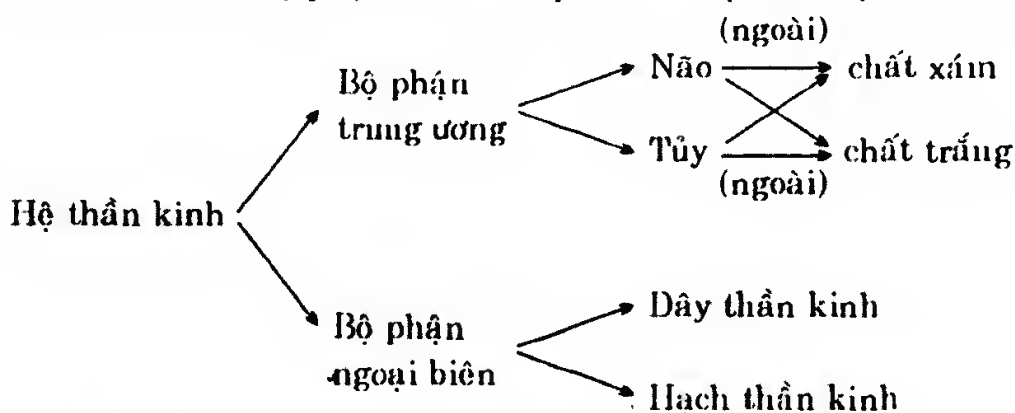 (ngoài)
Não chất xám
Bộ phận
trung ương
Tủy chất trắng
(ngoài)
Hệ thần kinh
Dây thần kinh
Bộ phận
ngoại biên
Hạch thần kinh